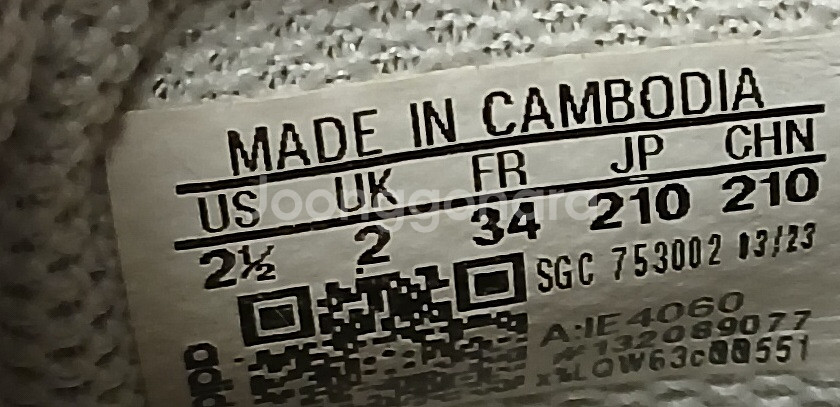 MADE IN CAMBODIA
US UK FR JP CHN
2½ 2 34 210 210
SGC 753002 03/23
A:IE4060
#132089077
joonggonara